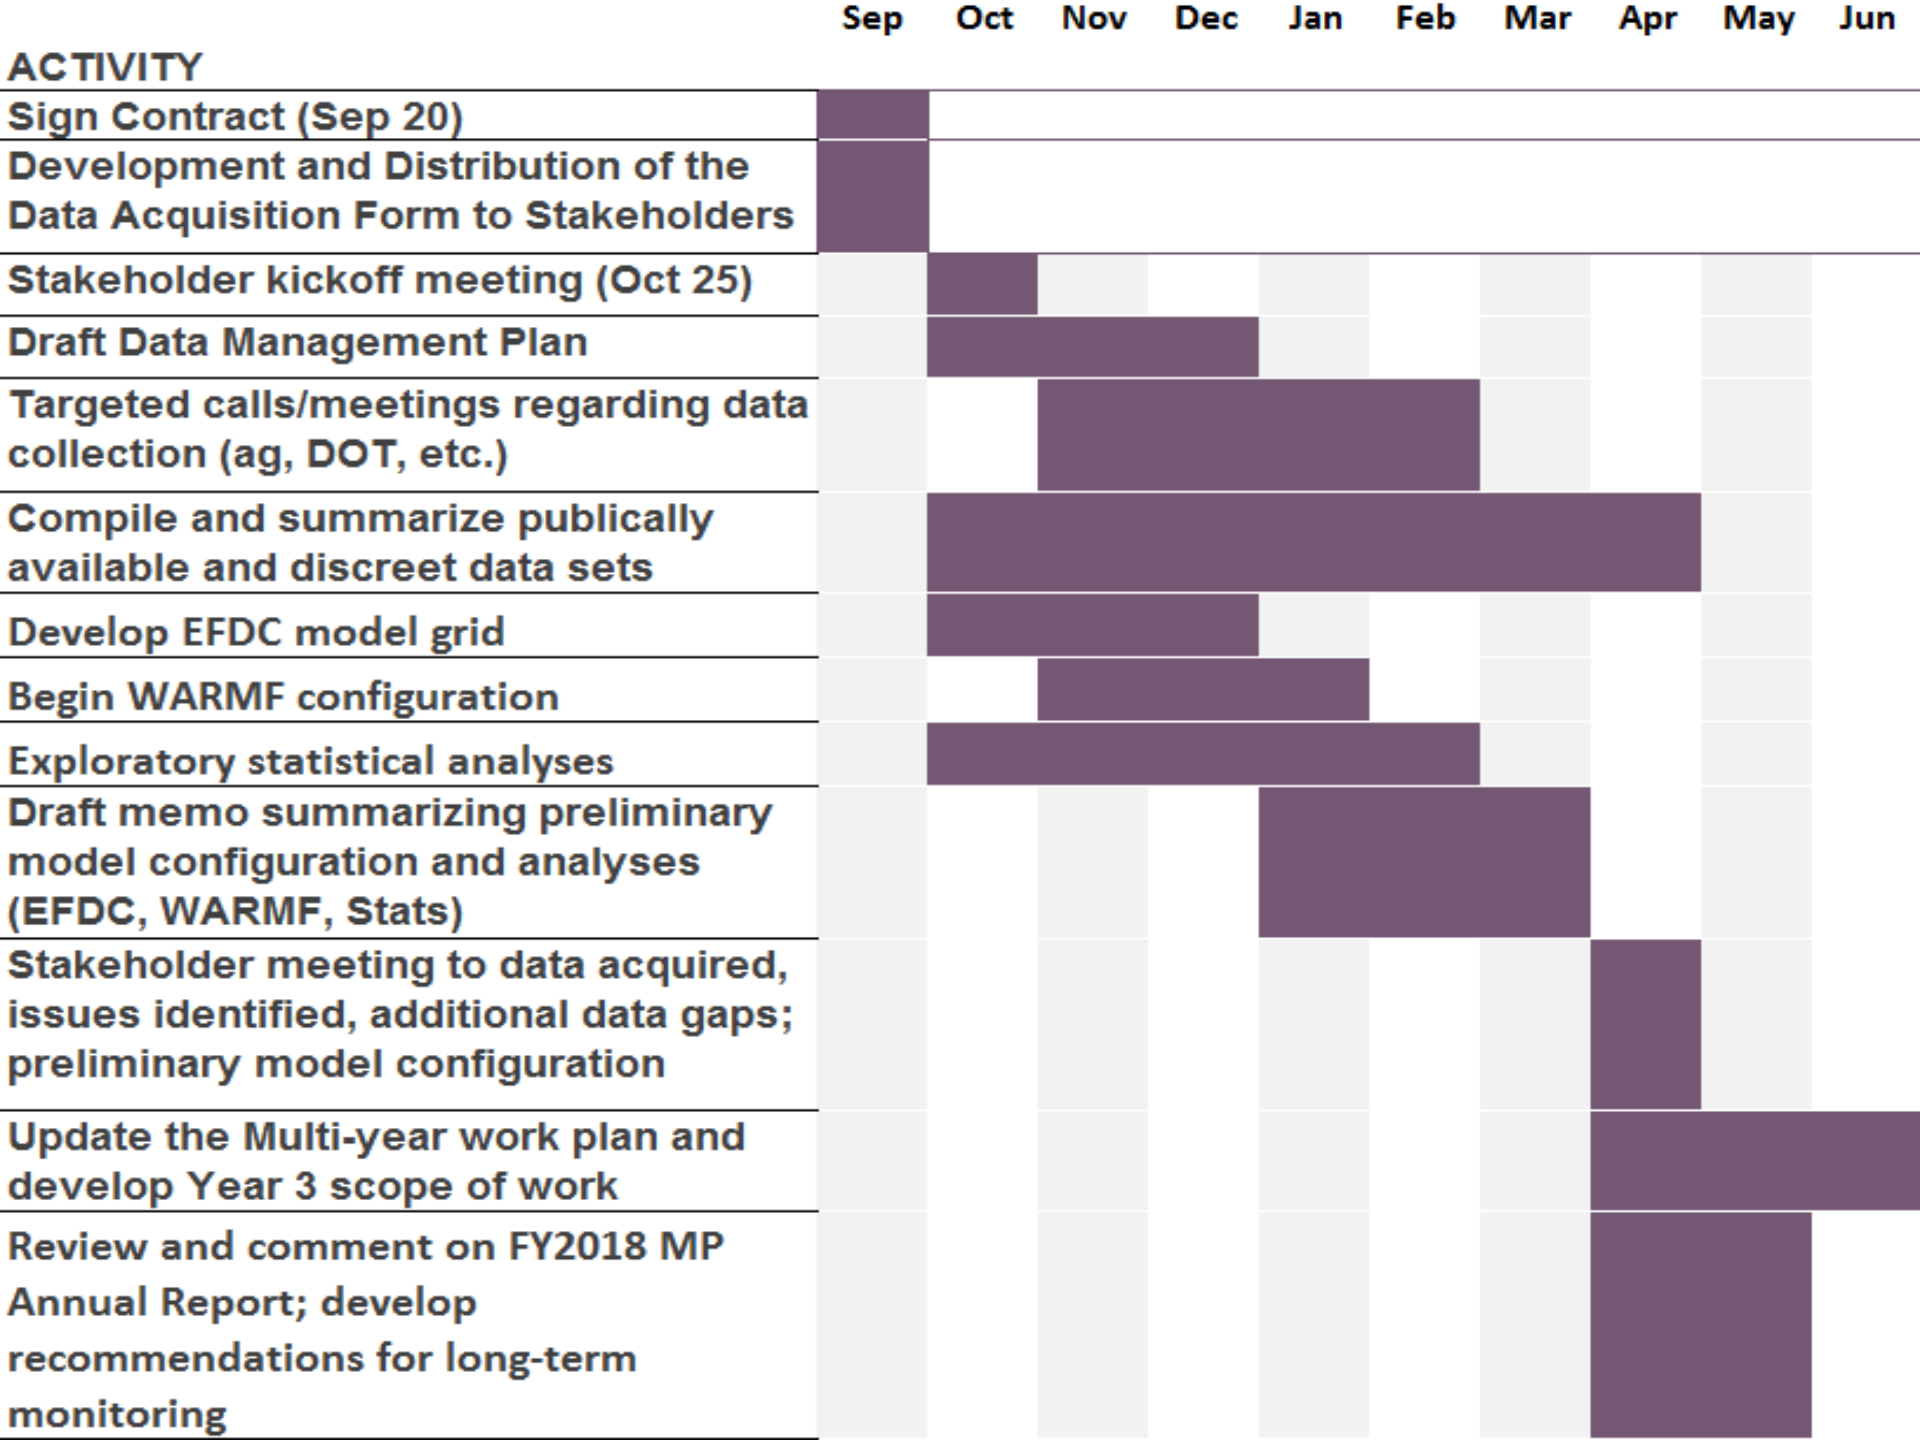 Sep Oct Nov Dec Jan Feb Mar Apr May Jun
ACTIVITY
Sign Contract (Sep 20)
Development and Distribution of the
Data Acquisition Form to Stakeholders
Stakeholder kickoff meeting (Oct 25)
Draft Data Management Plan
Targeted calls/meetings regarding data
collection (ag, DOT, etc.)
Compile and summarize publically
available and discreet data sets
Develop EFDC model grid
Begin WARMF configuration
Exploratory statistical analyses
Draft memo summarizing preliminary
model configuration and analyses
(EFDC, WARMF, Stats)
Stakeholder meeting to data acquired,
issues identified, additional data gaps;
preliminary model configuration
Update the Multi-year work plan and
develop Year 3 scope of work
Review and comment on FY2018 MP
Annual Report; develop
recommendations for long-term
monitoring